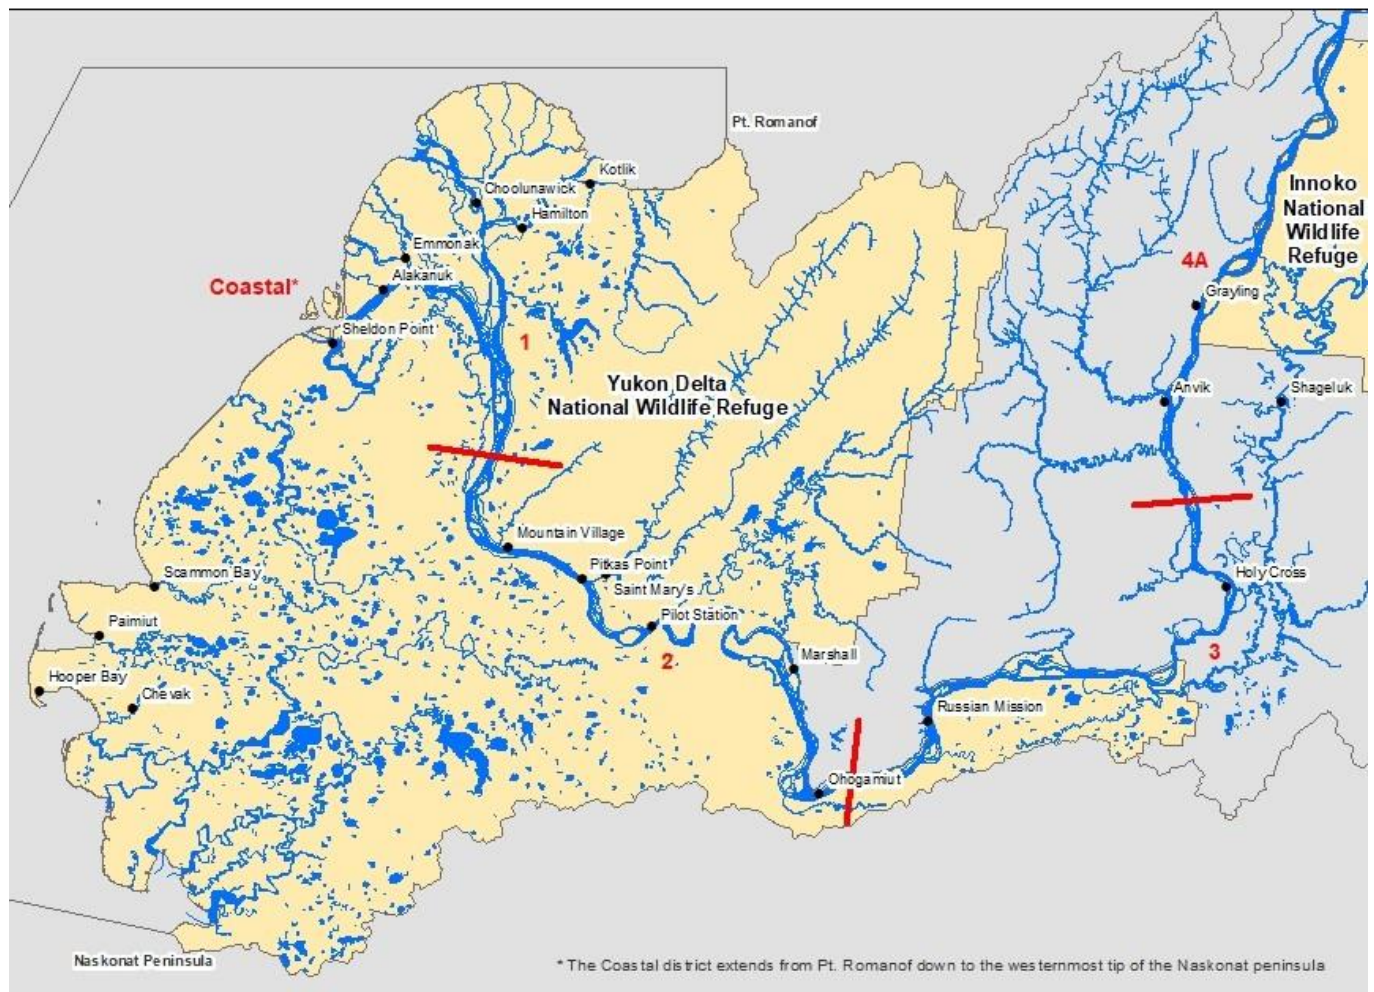 Pt. Romanof
Kotlik
Choolunawick
Hamilton
Innoko
National
Wildlife
Refuge
Emmonak
4A
Alakanuk
Coastal*
Grayling
Sheldon Point
1
Yukon Delta
National Wildlife Refuge
Anvik
Shageluk
Mountain Village
Pitkas Point
Scammon Bay
Holy Cross
Saint Mary's
Pilot Station
Paimiut
Marshall
3
2
Hooper Bay
Chevak
Russian Mission
Ohogamiut
Naskonat Peninsula
* The Coastal district extends from Pt. Romanof down to the westernmost tip of the Naskonat peninsula